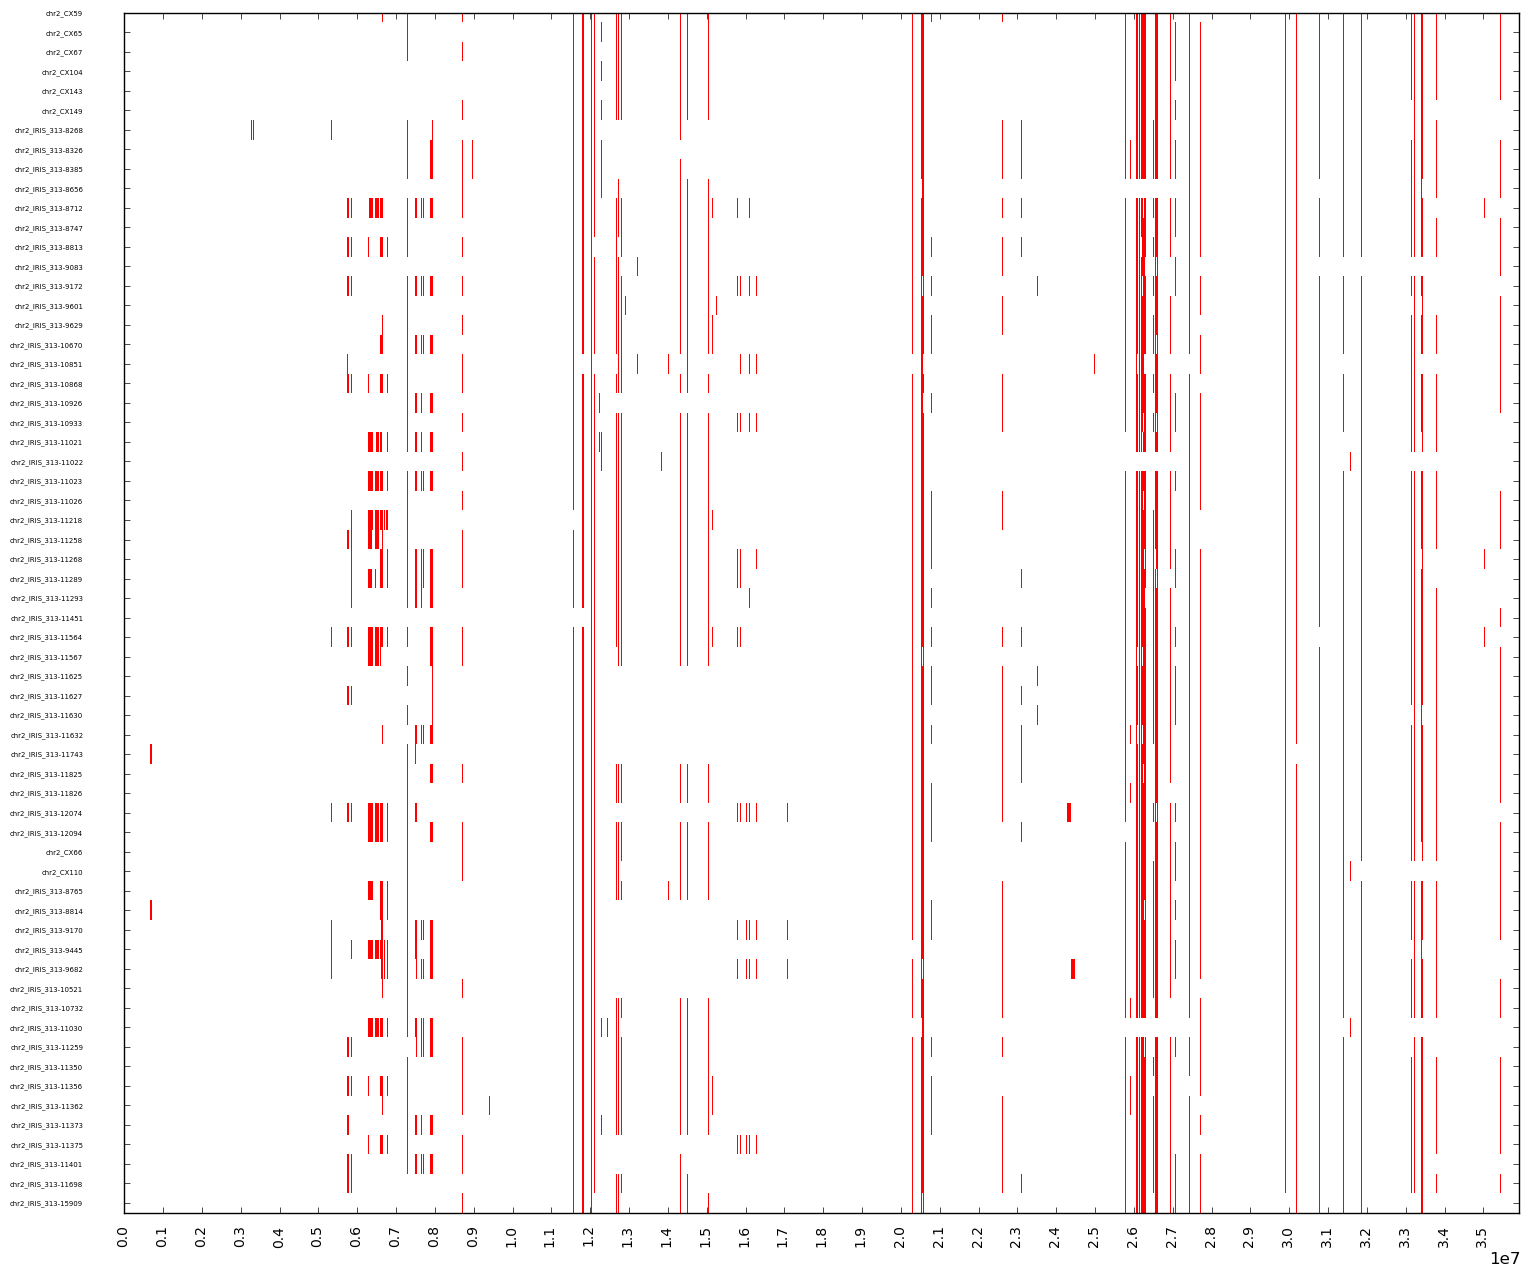 chr2_CX59
chr2_CX65
chr2_CX67
chr2_CX104
chr2_CX143
chr2_CX149
chr2_IRIS_313-8268
chr2_IRIS_313-8326
chr2_IRIS_313-8385
chr2_IRIS_313-8656
chr2_IRIS_313-8712
chr2_IRIS_313-8747
chr2_IRIS_313-8813
chr2_IRIS_313-9083
chr2_IRIS_313-9172
chr2_IRIS_313-9601
chr2_IRIS_313-9629
chr2_IRIS_313-10670
chr2_IRIS_313-10851
chr2_IRIS_313-10868
chr2_IRIS_313-10926
chr2_IRIS_313-10933
chr2_IRIS_313-11021
chr2_IRIS_313-11022
chr2_IRIS_313-11023
chr2_IRIS_313-11026
chr2_IRIS_313-11218
chr2_IRIS_313-11258
chr2_IRIS_313-11268
chr2_IRIS_313-11289
chr2_IRIS_313-11293
chr2_IRIS_313-11451
chr2_IRIS_313-11564
chr2_IRIS_313-11567
chr2_IRIS_313-11625
chr2_IRIS_313-11627
chr2_IRIS_313-11630
chr2_IRIS_313-11632
chr2_IRIS_313-11743
chr2_IRIS_313-11825
chr2_IRIS_313-11826
chr2_IRIS_313-12074
chr2_IRIS_313-12094
chr2_CX66
chr2_CX110
chr2_IRIS_313-8765
chr2_IRIS_313-8814
chr2_IRIS_313-9170
chr2_IRIS_313-9445
chr2_IRIS_313-9682
chr2_IRIS_313-10521
chr2_IRIS_313-10732
chr2_IRIS_313-11030
chr2_IRIS_313-11259
chr2_IRIS_313-11350
chr2_IRIS_313-11356
chr2_IRIS_313-11362
chr2_IRIS_313-11373
chr2_IRIS_313-11375
chr2_IRIS_313-11401
chr2_IRIS_313-11698
chr2_IRIS_313-15909
0.0 0.1 0.2 0.3 0.4 0.5 0.6 0.7 0.8 0.9 1.0 1.1 1.2 1.3 1.4 1.5 1.6 1.7 1.8 1.9 2.0 2.1 2.2 2.3 2.4 2.5 2.6 2.7 2.8 2.9 3.0 3.1 3.2 3.3 3.4 3.5
1e7